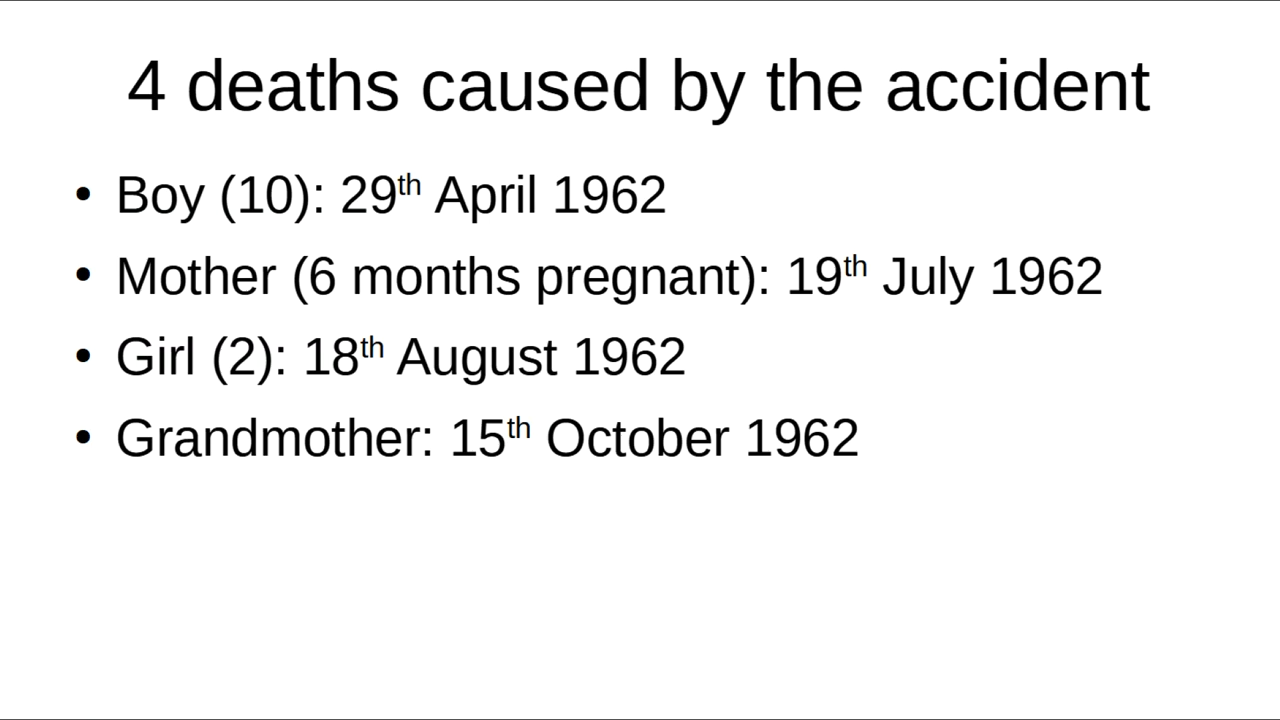 4 deaths caused by the accident
• Boy (10): 29th April 1962
• Mother (6 months pregnant): 19th July 1962
• Girl (2): 18th August 1962
• Grandmother: 15th October 1962